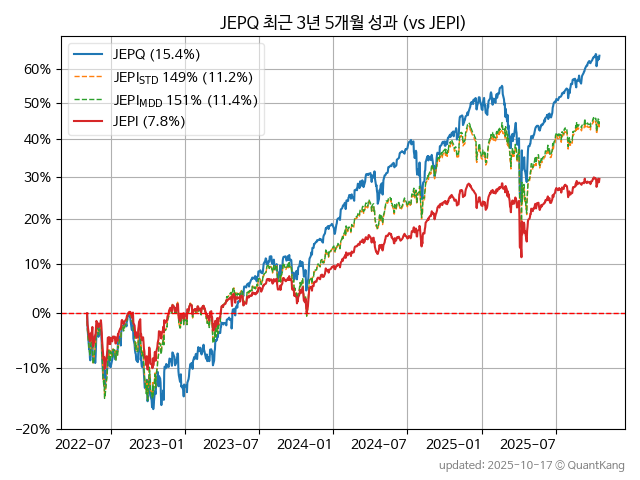 JEPQ 최근 3년 5개월 성과 (vs JEPI)
JEPQ (15.4%)
JEPI_STD 149% (11.2%)
JEPI_MDD 151% (11.4%)
JEPI (7.8%)
60%
50%
40%
30%
20%
10%
0%
−10%
−20%
2022-07
2023-01
2023-07
2024-01
2024-07
2025-01
2025-07
updated: 2025-10-17 © QuantKang